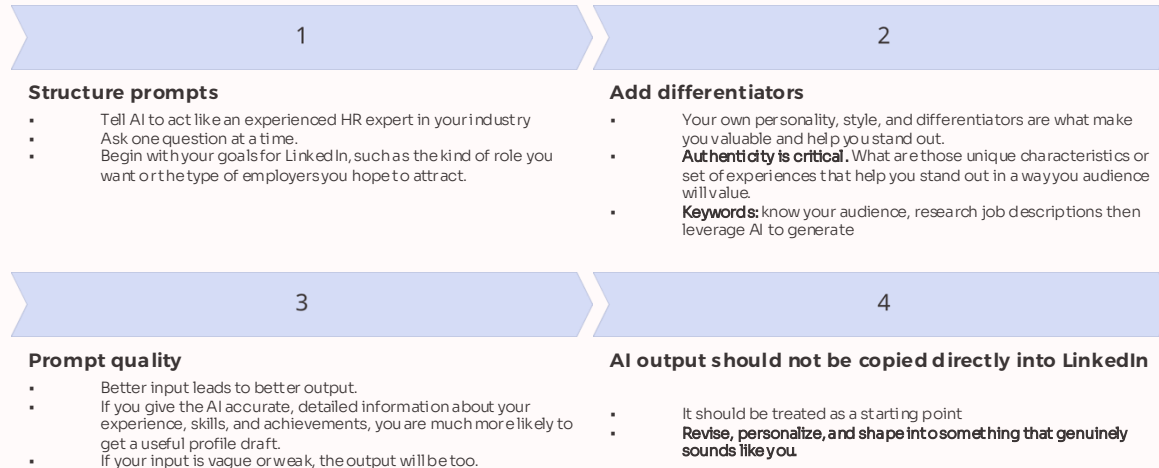 1
Structure prompts
▪ Tell AI to act like an experienced HR expert in your industry
▪ Ask one question at a time.
▪ Begin with your goals for LinkedIn, such as the kind of role you
want or the type of employers you hope to attract.
2
Add differentiators
▪ Your own personality, style, and differentiators are what make
you valuable and help you stand out.
▪ Authenticity is critical. What are those unique characteristics or
set of experiences that help you stand out in a way you audience
will value.
▪ Keywords: know your audience, research job descriptions then
leverage AI to generate
3
Prompt quality
▪ Better input leads to better output.
▪ If you give the AI accurate, detailed information about your
experience, skills, and achievements, you are much more likely to
get a useful profile draft.
▪ If your input is vague or weak, the output will be too.
4
AI output should not be copied directly into LinkedIn
▪ It should be treated as a starting point
▪ Revise, personalize, and shape into something that genuinely
sounds like you.